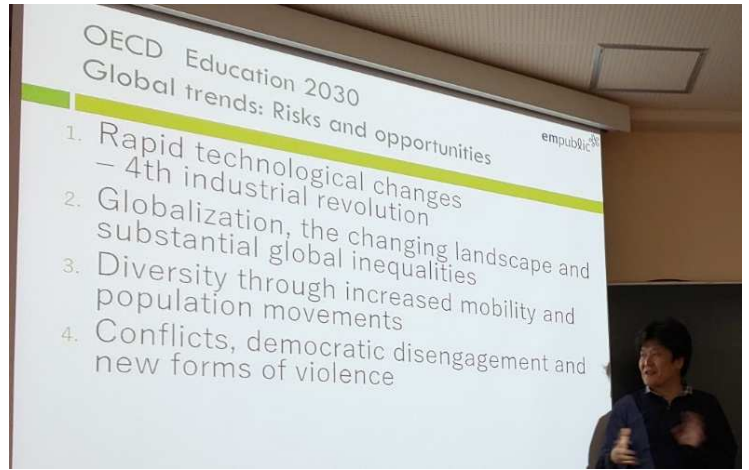 OECD Education 2030
Global trends: Risks and opportunities
empublic
1. Rapid technological changes
– 4th industrial revolution
2. Globalization, the changing landscape and
substantial global inequalities
3. Diversity through increased mobility and
population movements
4. Conflicts, democratic disengagement and
new forms of violence